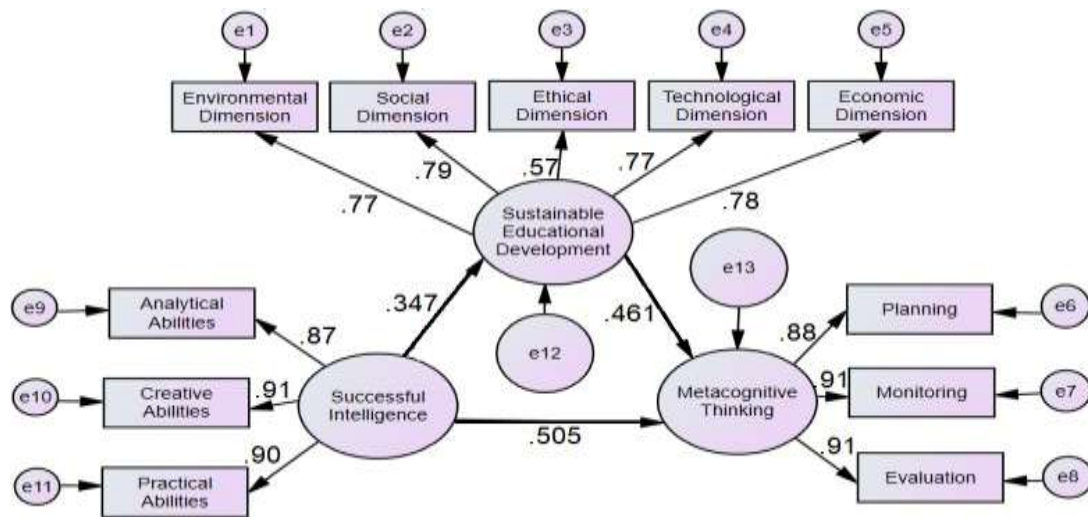 e1
e2
e3
e4
e5
Environmental
Dimension
Social
Dimension
Ethical
Dimension
Technological
Dimension
Economic
Dimension
.77
.79
.57
.77
.78
Sustainable
Educational
Development
e13
e12
.347
.461
e9
Analytical
Abilities
.87
e10
Creative
Abilities
.91
e11
Practical
Abilities
.90
Successful
Intelligence
.505
Metacognitive
Thinking
.88
Planning
e6
.91
Monitoring
e7
.91
Evaluation
e8